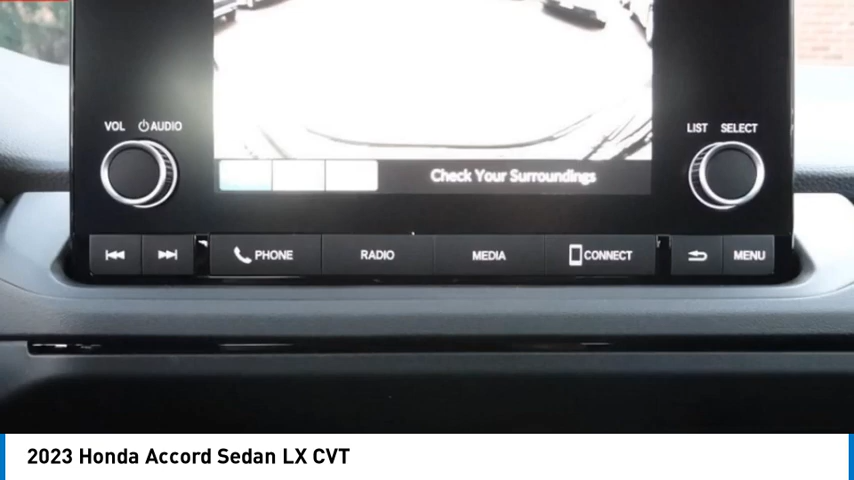 VOL AUDIO
LIST SELECT
Check Your Surroundings
PHONE RADIO MEDIA CONNECT MENU
2023 Honda Accord Sedan LX CVT